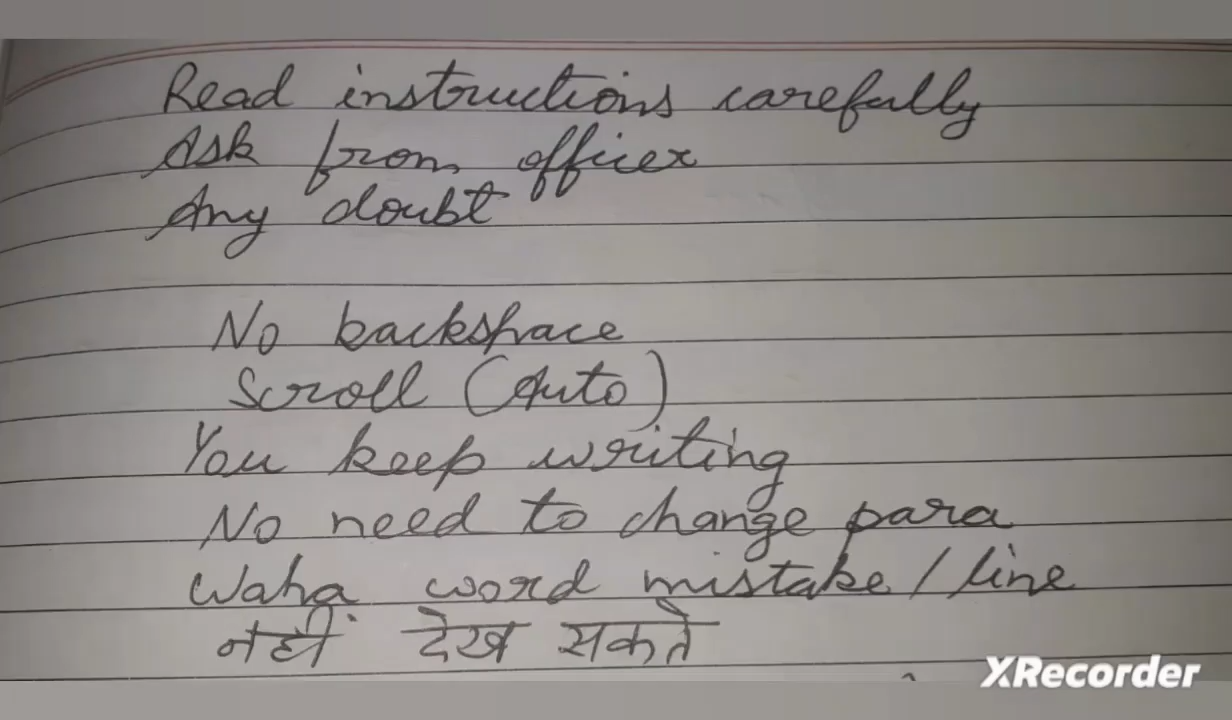 Read instructions carefully
Ask from officer
Any doubt
No backspace
Scroll (Auto)
You keep writing
No need to change para
Waha word mistake / line
नहीं देख सकते
XRecorder